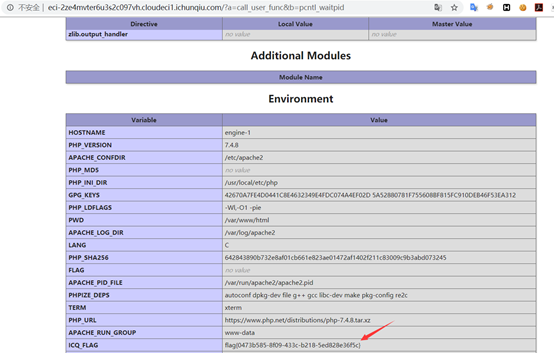 不安全 | eci-2ze4mvter6u3s2c097vh.cloudeci1.ichunqiu.com/?a=call_user_func&b=pcntl_waitpid
Directive Local Value Master Value
zlib.output_handler no value no value
Additional Modules
Module Name
Environment
Variable Value
HOSTNAME engine-1
PHP_VERSION 7.4.8
APACHE_CONFDIR /etc/apache2
PHP_MD5 no value
PHP_INI_DIR /usr/local/etc/php
GPG_KEYS 42670A7FE4D0441C8E4632349E4FDC074A4EF02D 5A52880781F755608BF815FC910DEB46F53EA312
PHP_LDFLAGS -Wl,-O1 -pie
PWD /var/www/html
APACHE_LOG_DIR /var/log/apache2
LANG C
PHP_SHA256 642843890b732e8af01cb661e823ae01472af1402f211c83009c9b3abd073245
FLAG no value
APACHE_PID_FILE /var/run/apache2/apache2.pid
PHPIZE_DEPS autoconf dpkg-dev file g++ gcc libc-dev make pkg-config re2c
TERM xterm
PHP_URL https://www.php.net/distributions/php-7.4.8.tar.xz
APACHE_RUN_GROUP www-data
ICQ_FLAG flag{0473b585-8f09-433c-b218-5ed828e36f5c}